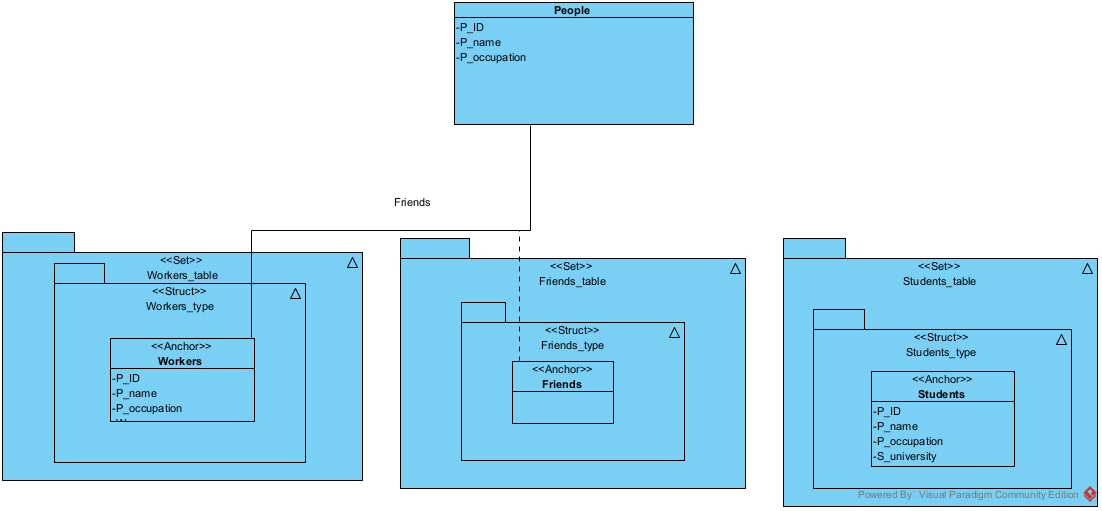 People
-P_ID
-P_name
-P_occupation
Friends
<<Set>>
Workers_table
<<Struct>>
Workers_type
<<Anchor>>
Workers
-P_ID
-P_name
-P_occupation
<<Set>>
Friends_table
<<Struct>>
Friends_type
<<Anchor>>
Friends
<<Set>>
Students_table
<<Struct>>
Students_type
<<Anchor>>
Students
-P_ID
-P_name
-P_occupation
-S_university
Powered By: Visual Paradigm Community Edition